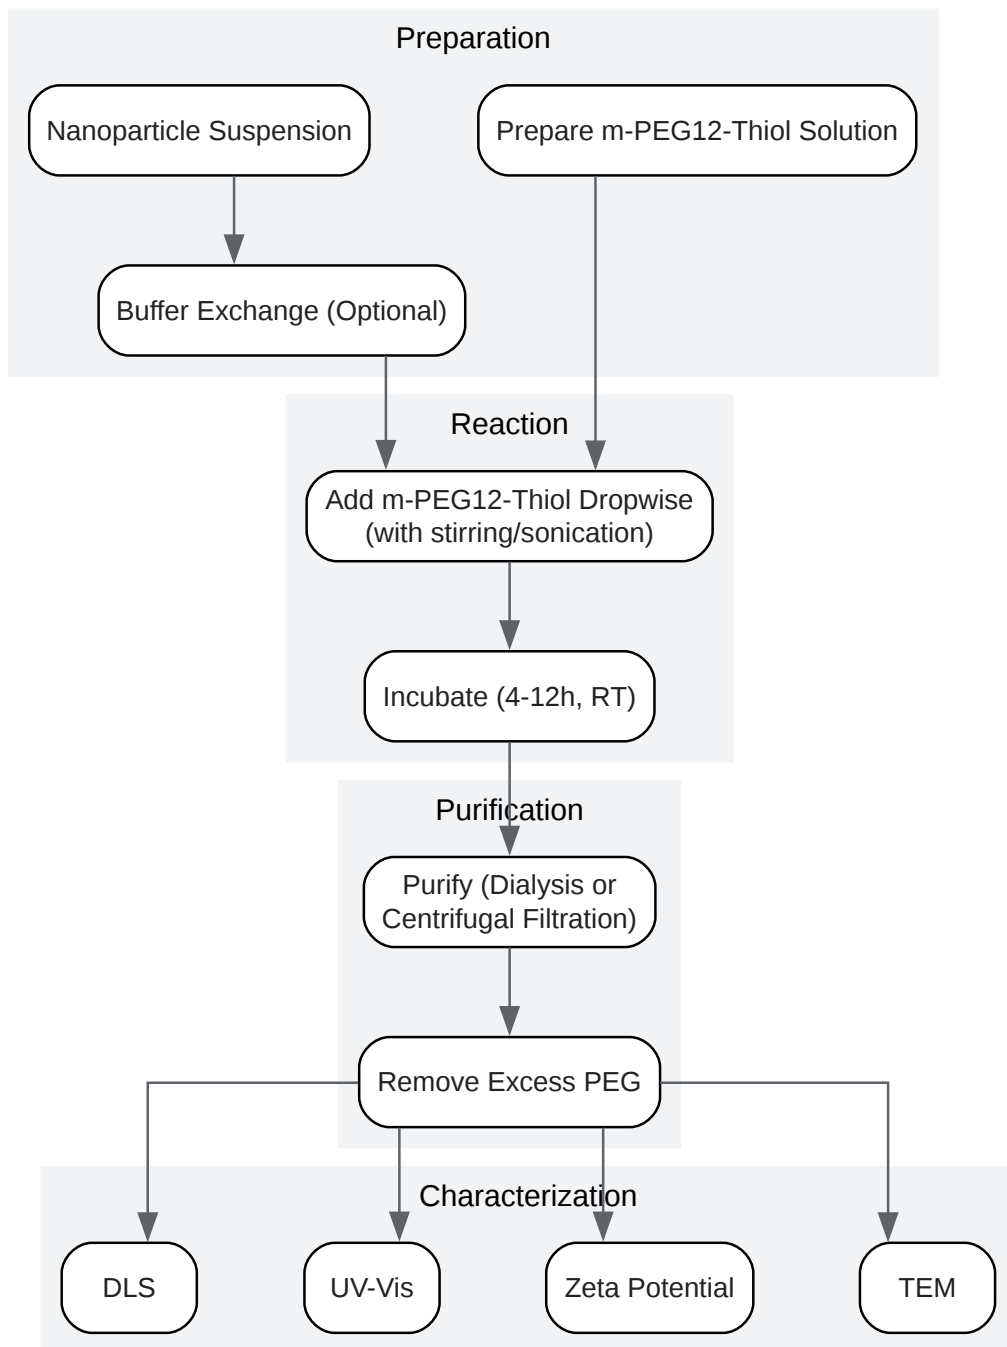 Preparation
Nanoparticle Suspension
Prepare m-PEG12-Thiol Solution
Buffer Exchange (Optional)
Reaction
Add m-PEG12-Thiol Dropwise
(with stirring/sonication)
Incubate (4-12h, RT)
Purification
Purify (Dialysis or
Centrifugal Filtration)
Remove Excess PEG
Characterization
DLS
UV-Vis
Zeta Potential
TEM